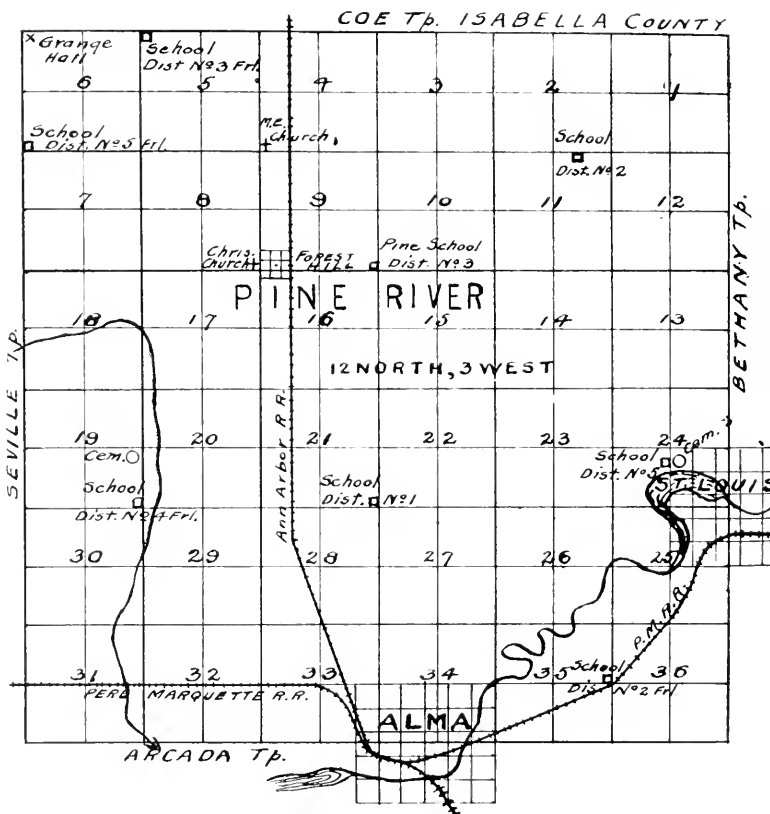 COE Tp. ISABELLA COUNTY
Grange
Hall
School
Dist No 3 Frl.
6 5 4 3 2 1
School
Dist. No 5 Frl.
M.E.
Church
School
Dist. No 2
7 8 9 10 11 12
Chris.
Church
FOREST
HILL
Pine School
Dist. No 3
PINE RIVER
18 17 16 15 14 13
12 NORTH, 3 WEST
SEVILLE Tp.
BETHANY Tp.
Ann Arbor R.R.
19 20 21 22 23 24
Cem.
School
Dist. No 4 Frl.
School
Dist. No 1
School
Dist. No 5
Cem.
ST. LOUIS
30 29 28 27 26 25
P.M.R.R.
31 32 33 34 35 36
School
Dis No 2 Frl
PERE MARQUETTE R.R.
ALMA
ARCADA Tp.